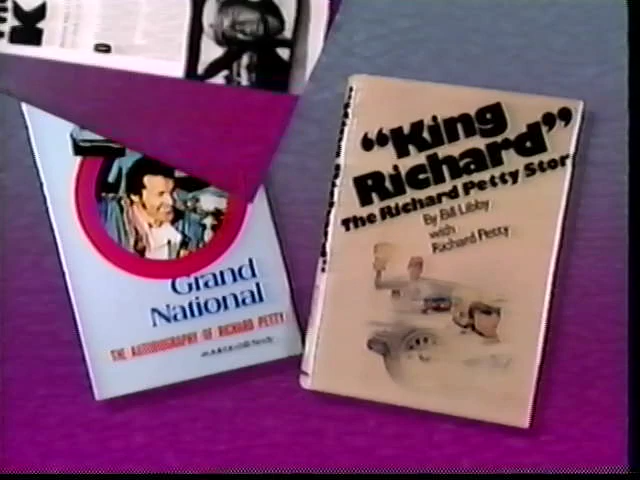 K
Grand
National
THE AUTOBIOGRAPHY OF RICHARD PETTY
"King
Richard"
The Richard Petty Stor
By Bill Libby
with
Richard Petty